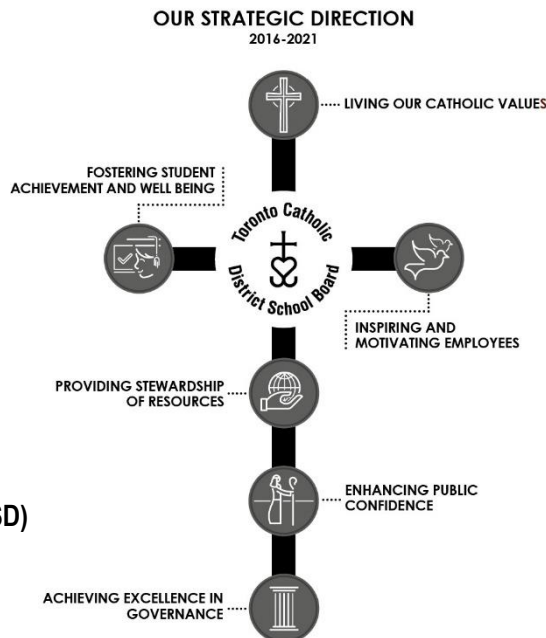 OUR STRATEGIC DIRECTION
2016-2021
LIVING OUR CATHOLIC VALUES
FOSTERING STUDENT
ACHIEVEMENT AND WELL BEING
Toronto Catholic
District School Board
INSPIRING AND
MOTIVATING EMPLOYEES
PROVIDING STEWARDSHIP
OF RESOURCES
ENHANCING PUBLIC
CONFIDENCE
SD)
ACHIEVING EXCELLENCE IN
GOVERNANCE